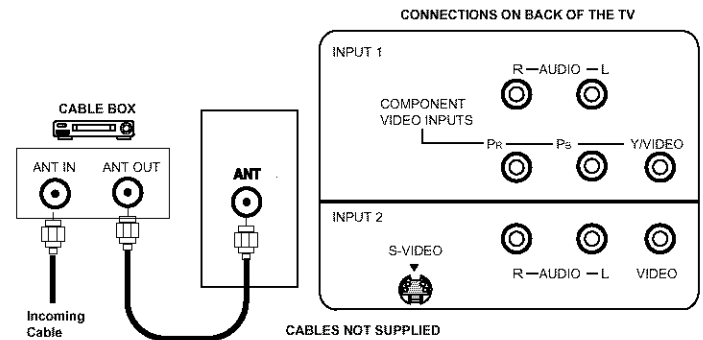 CONNECTIONS ON BACK OF THE TV
INPUT 1
R — AUDIO — L
CABLE BOX
COMPONENT
VIDEO INPUTS
PR
PB
Y/VIDEO
ANT IN
ANT OUT
ANT
INPUT 2
S-VIDEO
R — AUDIO — L
VIDEO
Incoming
Cable
CABLES NOT SUPPLIED